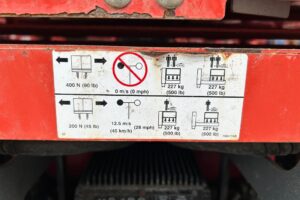 400 N (90 lb)
0 m/s (0 mph)
227 kg
(500 lb)
227 kg
(500 lb)
200 N (45 lb)
12.5 m/s
(45 km/h)
(28 mph)
227 kg
(500 lb)
227 kg
(500 lb)